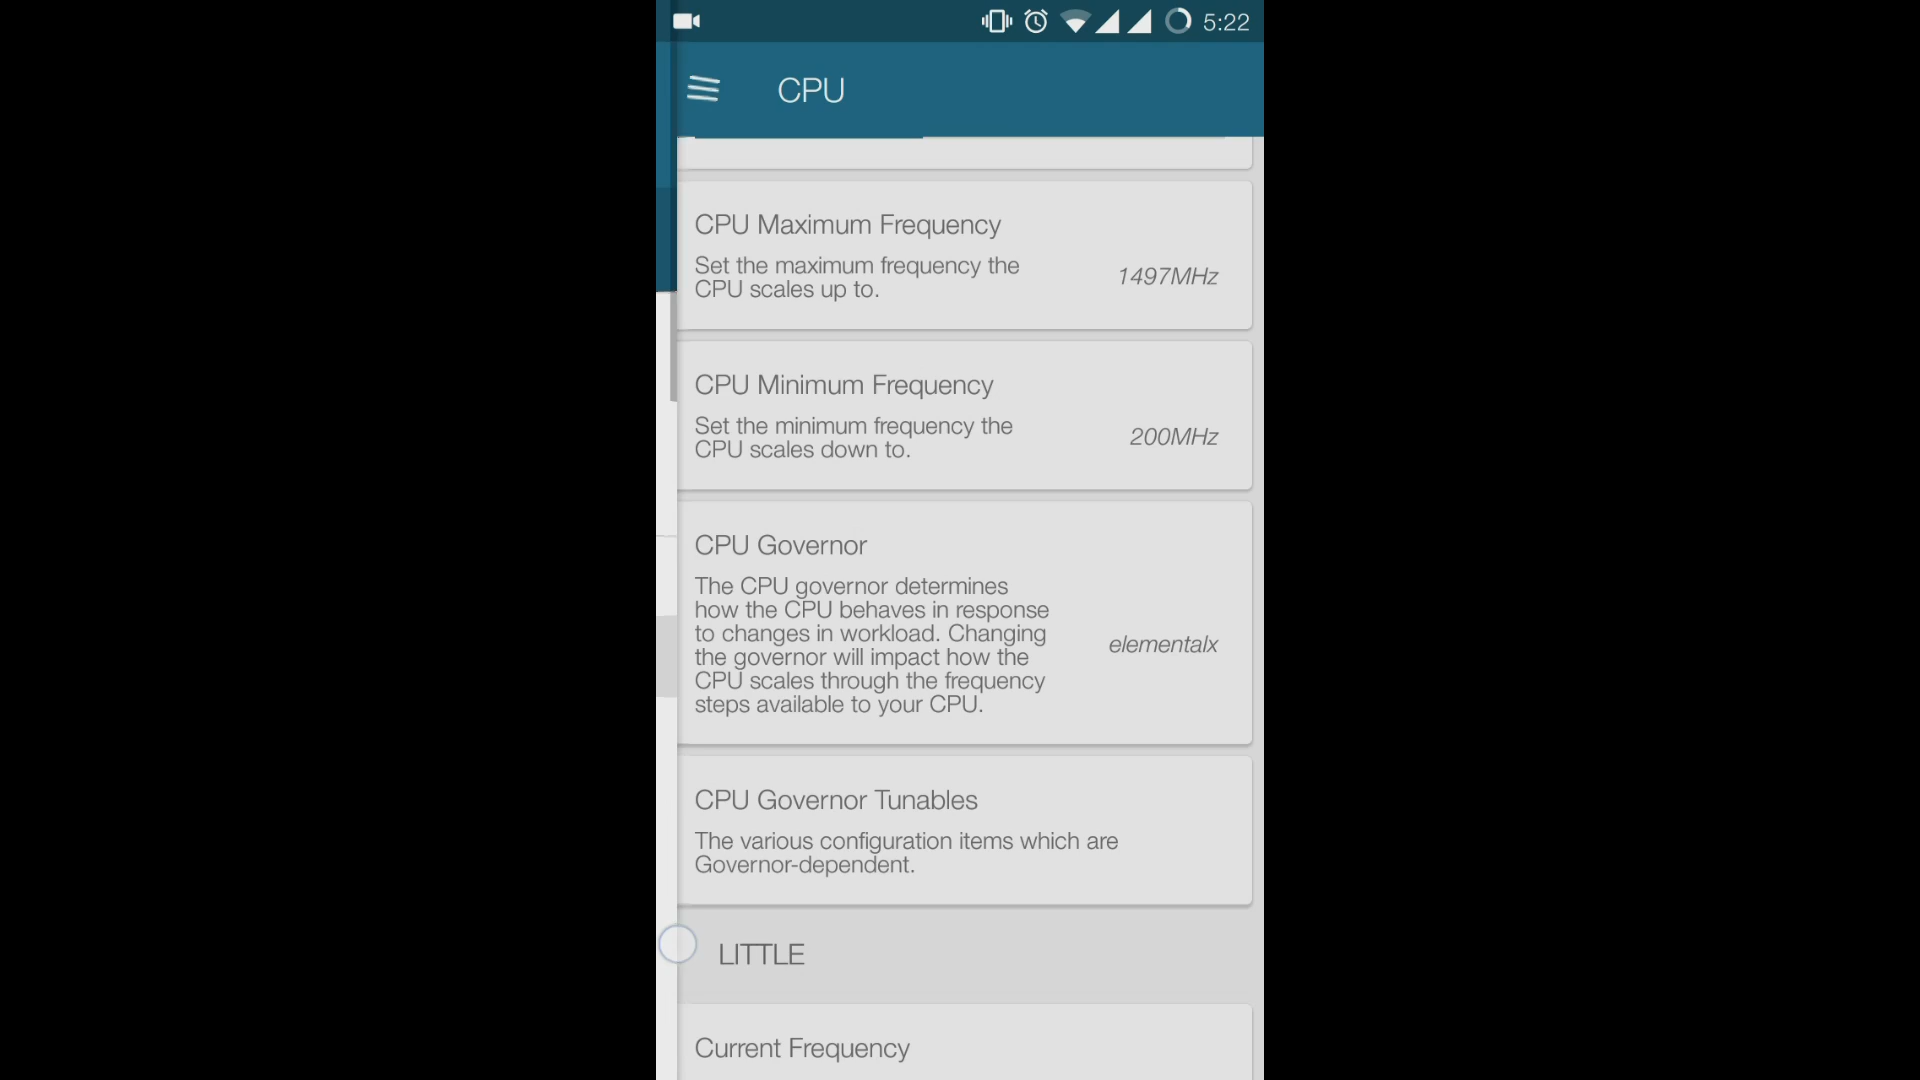 5:22
CPU
CPU Maximum Frequency
Set the maximum frequency the
CPU scales up to.
1497MHz
CPU Minimum Frequency
Set the minimum frequency the
CPU scales down to.
200MHz
CPU Governor
The CPU governor determines
how the CPU behaves in response
to changes in workload. Changing
the governor will impact how the
CPU scales through the frequency
steps available to your CPU.
elementalx
CPU Governor Tunables
The various configuration items which are
Governor-dependent.
LITTLE
Current Frequency